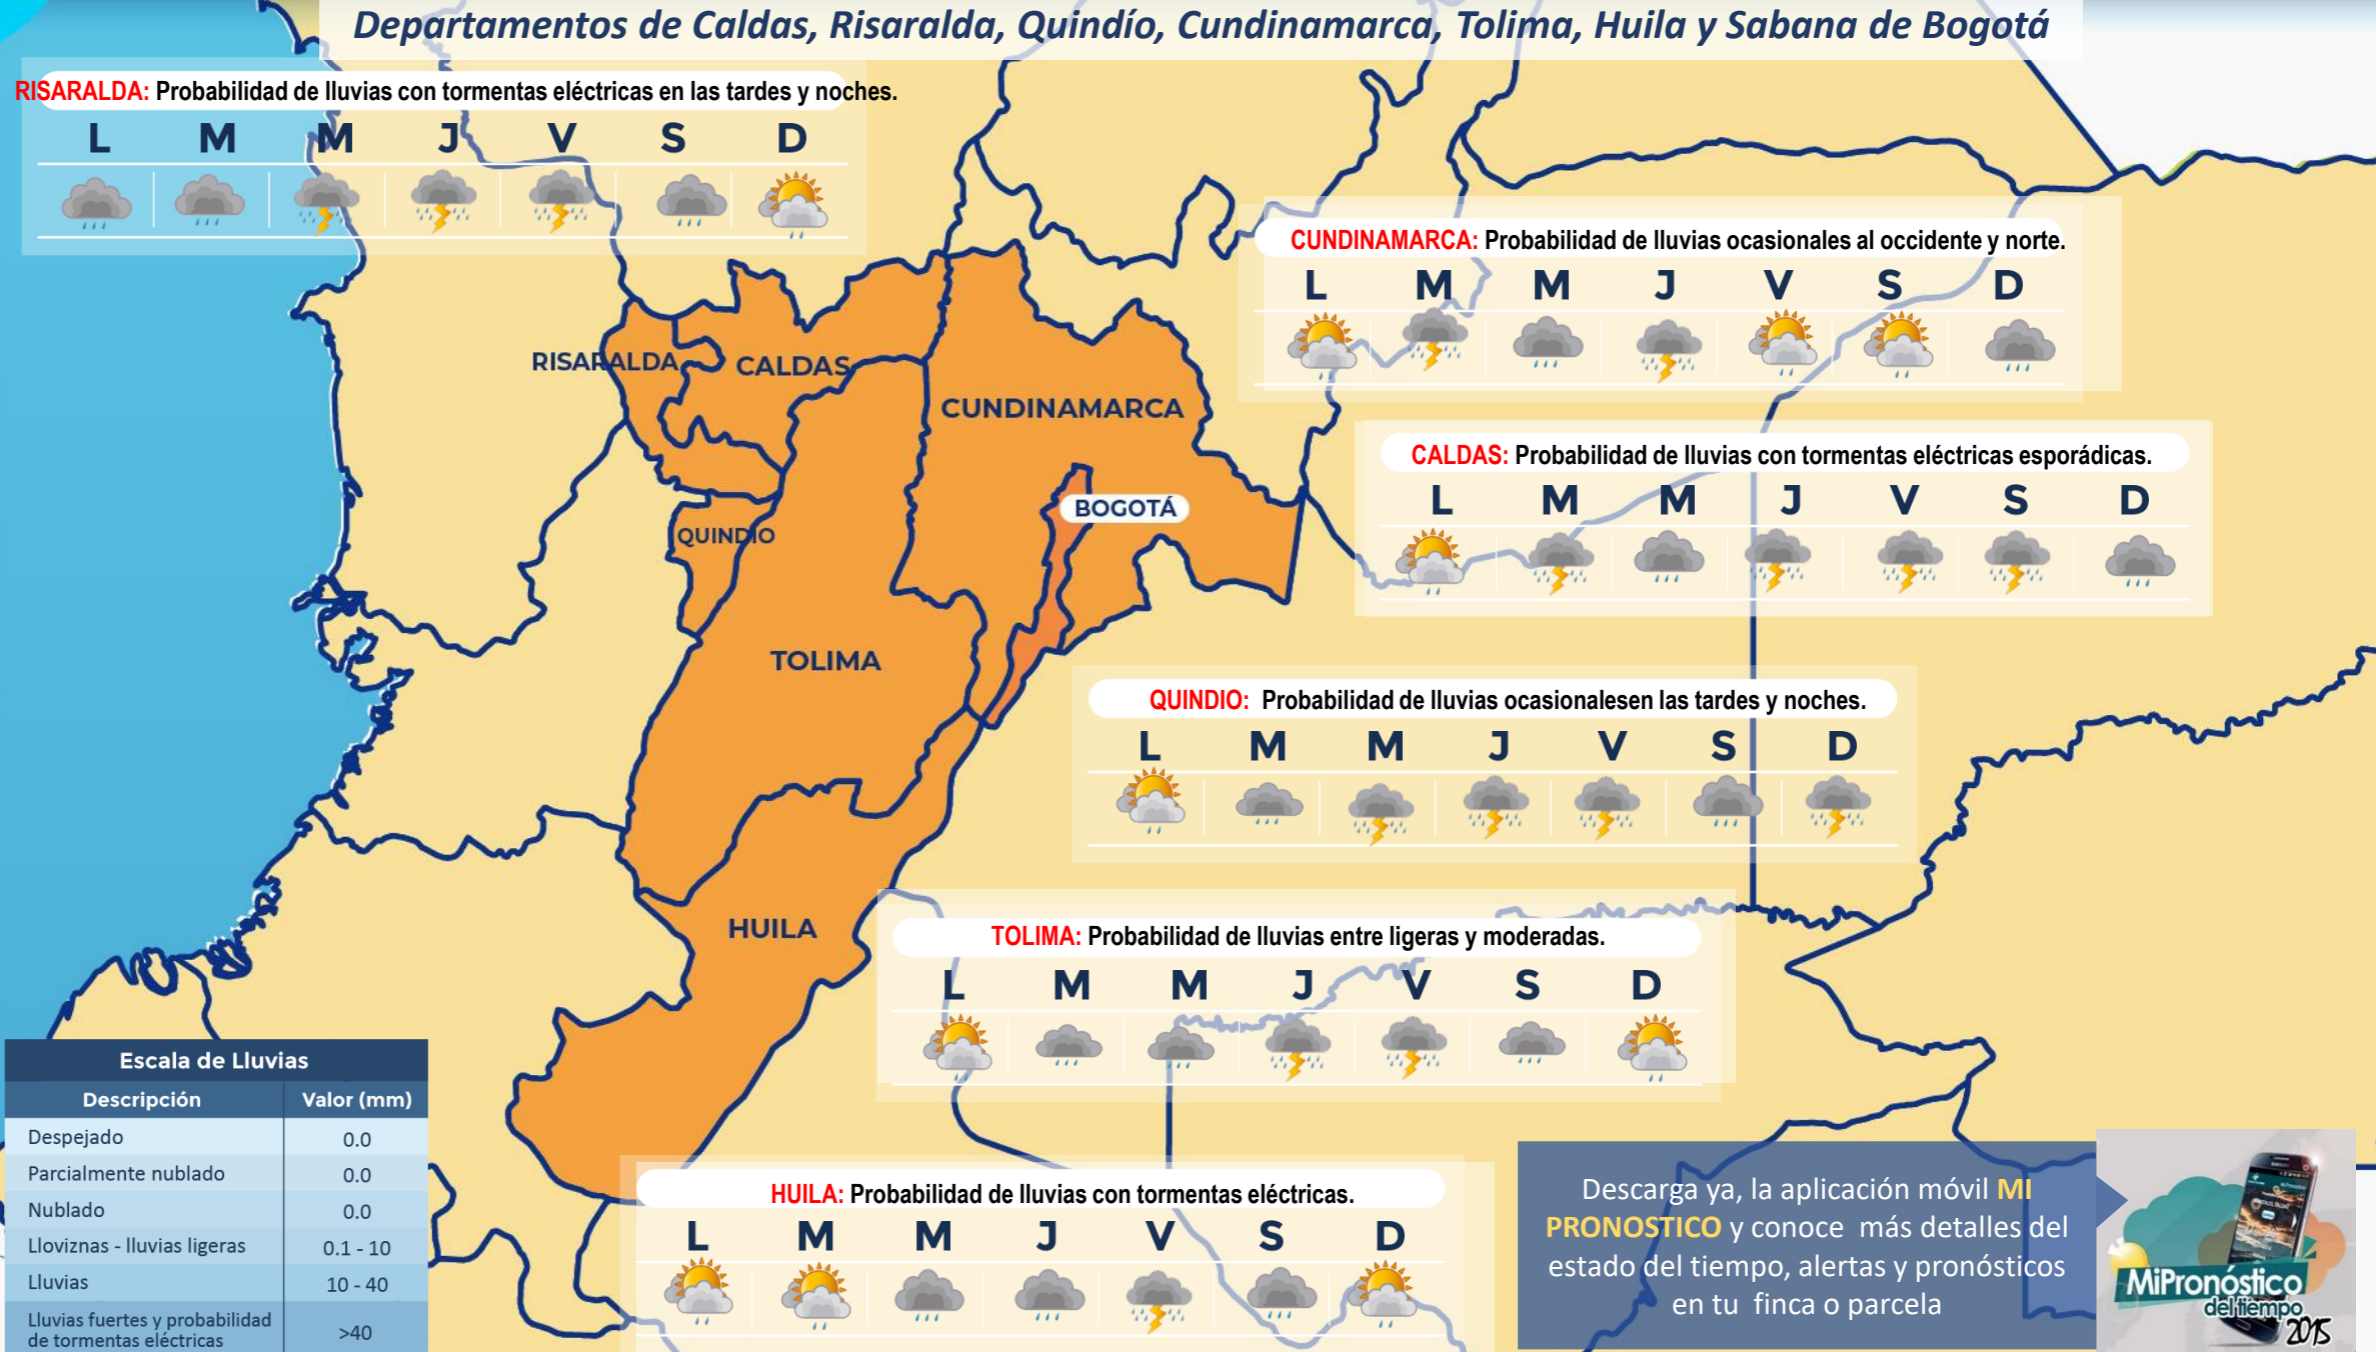 Departamentos de Caldas, Risaralda, Quindío, Cundinamarca, Tolima, Huila y Sabana de Bogotá
RISARALDA: Probabilidad de lluvias con tormentas eléctricas en las tardes y noches.
L M M J V S D
CUNDINAMARCA: Probabilidad de lluvias ocasionales al occidente y norte.
L M M J V S D
RISARALDA
CALDAS
CUNDINAMARCA
BOGOTÁ
QUINDIO
TOLIMA
HUILA
CALDAS: Probabilidad de lluvias con tormentas eléctricas esporádicas.
L M M J V S D
QUINDIO: Probabilidad de lluvias ocasionalesen las tardes y noches.
L M M J V S D
TOLIMA: Probabilidad de lluvias entre ligeras y moderadas.
L M M J V S D
HUILA: Probabilidad de lluvias con tormentas eléctricas.
L M M J V S D
Escala de Lluvias
Descripción Valor (mm)
Despejado 0.0
Parcialmente nublado 0.0
Nublado 0.0
Lloviznas - lluvias ligeras 0.1 - 10
Lluvias 10 - 40
Lluvias fuertes y probabilidad
de tormentas eléctricas >40
Descarga ya, la aplicación móvil MI
PRONOSTICO y conoce más detalles del
estado del tiempo, alertas y pronósticos
en tu finca o parcela
MiPronóstico
del tiempo
2015